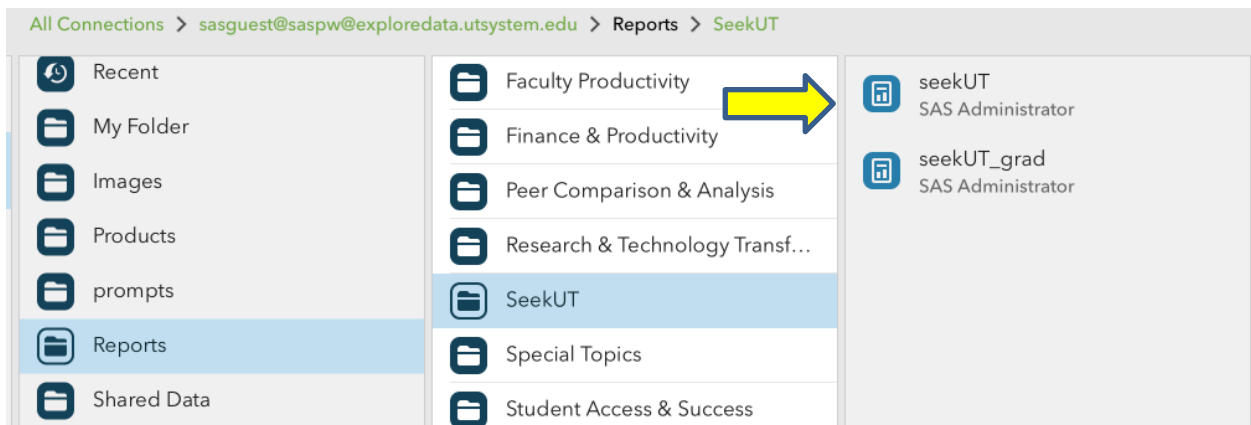 All Connections > sasguest@saspw@exploredata.utsystem.edu > Reports > SeekUT
Recent
My Folder
Images
Products
prompts
Reports
Shared Data
Faculty Productivity
Finance & Productivity
Peer Comparison & Analysis
Research & Technology Transf...
SeekUT
Special Topics
Student Access & Success
seekUT
SAS Administrator
seekUT_grad
SAS Administrator